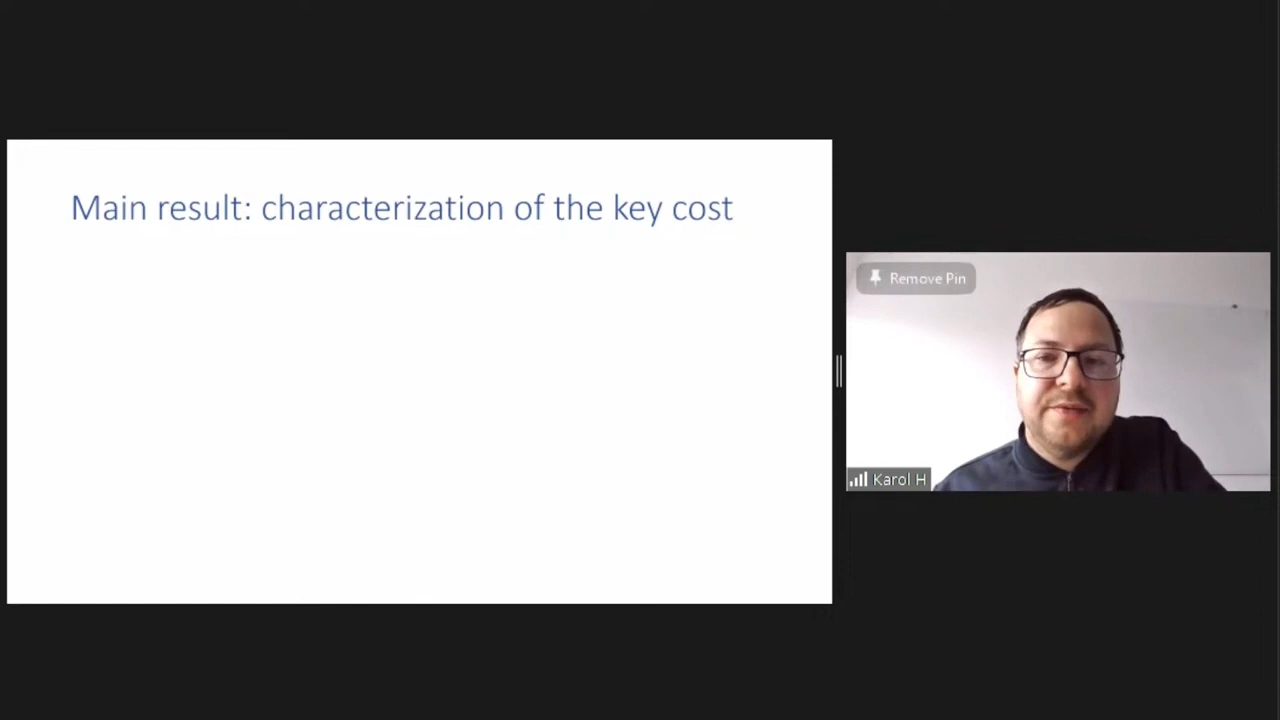 Main result: characterization of the key cost
Remove Pin
Karol H